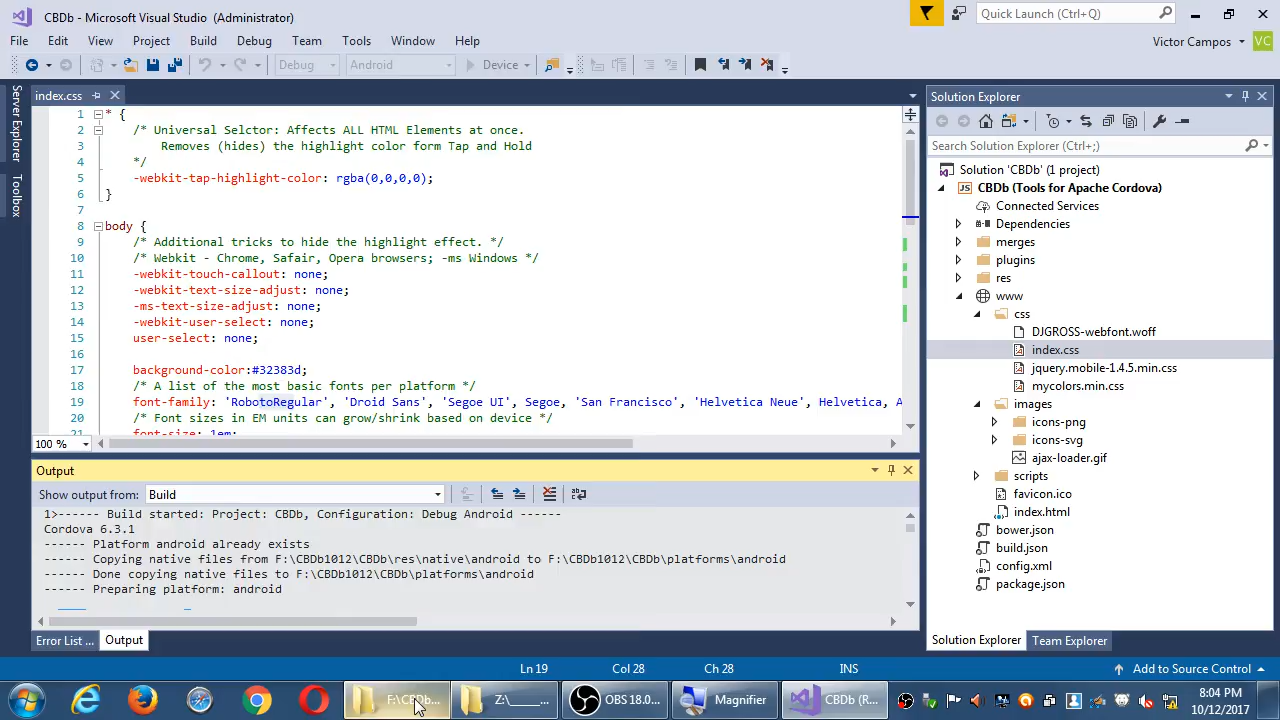 CBDb - Microsoft Visual Studio (Administrator)
Quick Launch (Ctrl+Q)
File Edit View Project Build Debug Team Tools Window Help
Victor Campos VC
Debug Android Device
index.css
Server Explorer
Toolbox
1 * {
2 /* Universal Selctor: Affects ALL HTML Elements at once.
3 Removes (hides) the highlight color form Tap and Hold
4 */
5 -webkit-tap-highlight-color: rgba(0,0,0,0);
6 }
7
8 body {
9 /* Additional tricks to hide the highlight effect. */
10 /* Webkit - Chrome, Safair, Opera browsers; -ms Windows */
11 -webkit-touch-callout: none;
12 -webkit-text-size-adjust: none;
13 -ms-text-size-adjust: none;
14 -webkit-user-select: none;
15 user-select: none;
16
17 background-color:#32383d;
18 /* A list of the most basic fonts per platform */
19 font-family: 'RobotoRegular', 'Droid Sans', 'Segoe UI', Segoe, 'San Francisco', 'Helvetica Neue', Helvetica, A
20 /* Font sizes in EM units can grow/shrink based on device */
21 font-size: 1em;
100 %
Output
Show output from: Build
1>------ Build started: Project: CBDb, Configuration: Debug Android ------
Cordova 6.3.1
------ Platform android already exists
------ Copying native files from F:\CBDb1012\CBDb\res\native\android to F:\CBDb1012\CBDb\platforms\android
------ Done copying native files to F:\CBDb1012\CBDb\platforms\android
------ Preparing platform: android
Error List ... Output
Solution Explorer
Search Solution Explorer (Ctrl+;)
Solution 'CBDb' (1 project)
JS CBDb (Tools for Apache Cordova)
Connected Services
Dependencies
merges
plugins
res
www
css
DJGROSS-webfont.woff
index.css
jquery.mobile-1.4.5.min.css
mycolors.min.css
images
icons-png
icons-svg
ajax-loader.gif
scripts
favicon.ico
index.html
bower.json
build.json
config.xml
package.json
Solution Explorer Team Explorer
Ln 19 Col 28 Ch 28 INS Add to Source Control
F:\CBDb... Z:\____... OBS 18.0.... Magnifier CBDb (R...
8:04 PM
10/12/2017